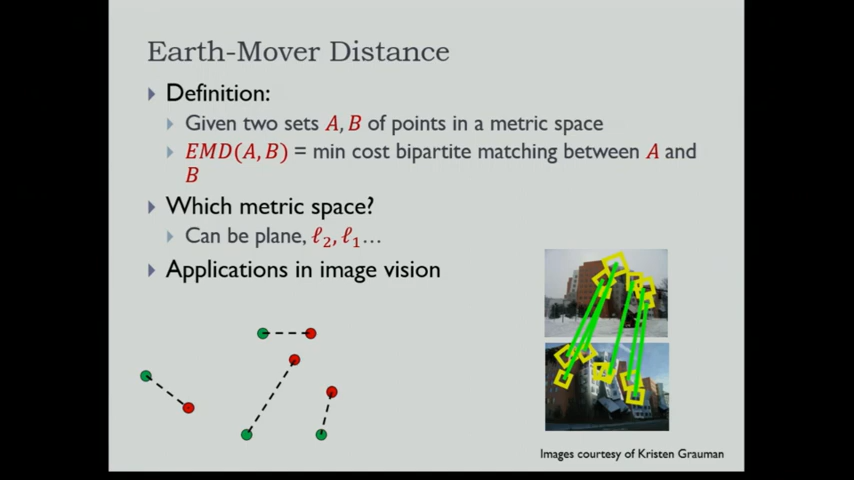 Earth-Mover Distance
Definition:
Given two sets A, B of points in a metric space
EMD(A, B) = min cost bipartite matching between A and
B
Which metric space?
Can be plane, ℓ₂, ℓ₁…
Applications in image vision
Images courtesy of Kristen Grauman